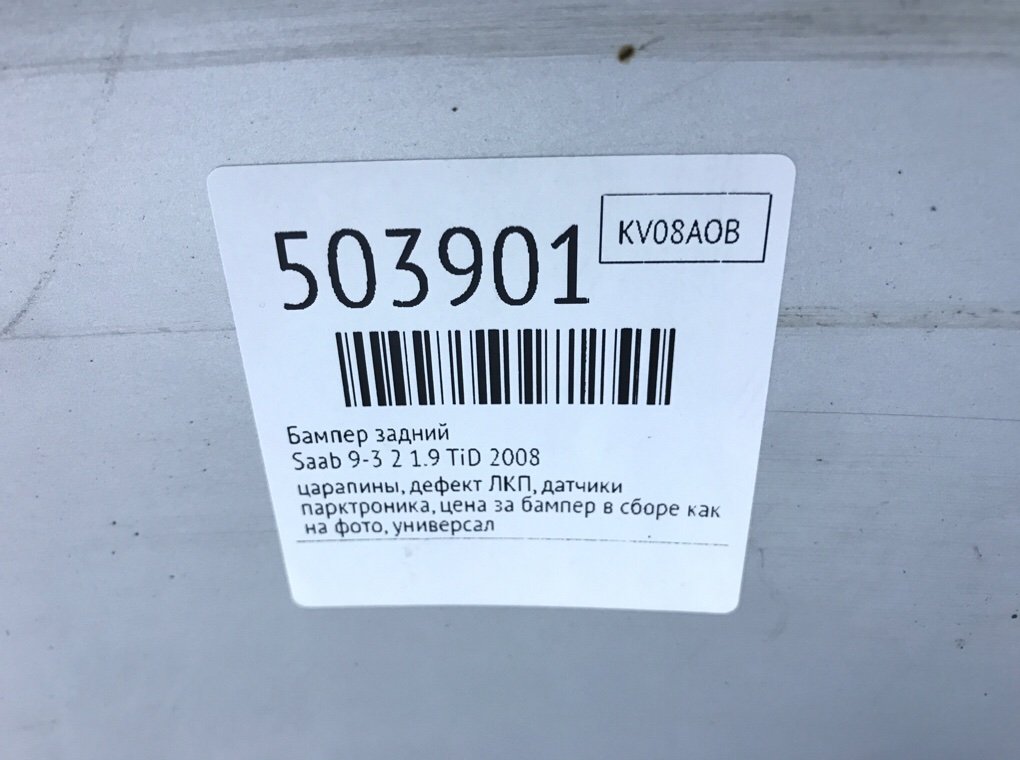 503901
KV08AOB
Бампер задний
Saab 9-3 2 1.9 TiD 2008
царапины, дефект ЛКП, датчики
парктроника, цена за бампер в сборе как
на фото, универсал